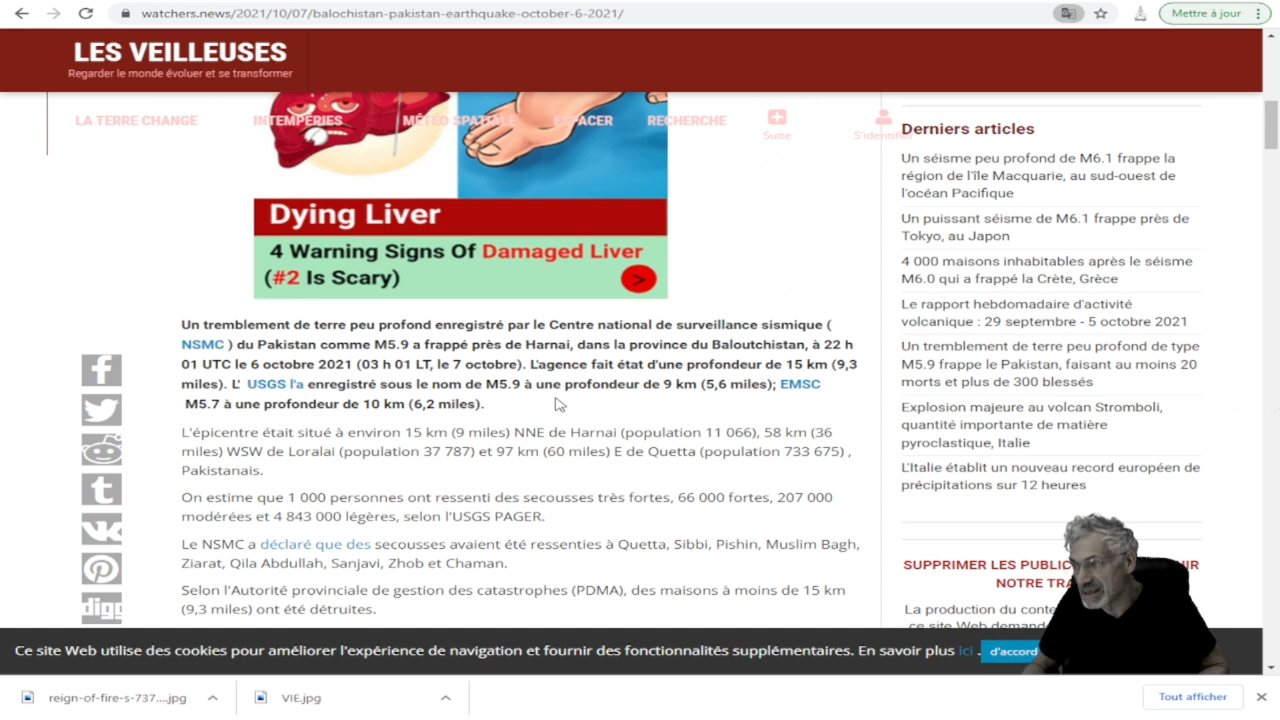 watchers.news/2021/10/07/balochistan-pakistan-earthquake-october-6-2021/
Mettre à jour
LES VEILLEUSES
Regarder le monde évoluer et se transformer
LA TERRE CHANGE
INTEMPÉRIES
MÉTÉO SPATIALE
ESPACER
RECHERCHE
Suite
S'identifier
Dying Liver
4 Warning Signs Of Damaged Liver
(#2 Is Scary)
>
Un tremblement de terre peu profond enregistré par le Centre national de surveillance sismique (
NSMC ) du Pakistan comme M5.9 a frappé près de Harnai, dans la province du Baloutchistan, à 22 h
01 UTC le 6 octobre 2021 (03 h 01 LT, le 7 octobre). L'agence fait état d'une profondeur de 15 km (9,3
miles). L' USGS l'a enregistré sous le nom de M5.9 à une profondeur de 9 km (5,6 miles); EMSC
M5.7 à une profondeur de 10 km (6,2 miles).
L'épicentre était situé à environ 15 km (9 miles) NNE de Harnai (population 11 066), 58 km (36
miles) WSW de Loralai (population 37 787) et 97 km (60 miles) E de Quetta (population 733 675) ,
Pakistanais.
On estime que 1 000 personnes ont ressenti des secousses très fortes, 66 000 fortes, 207 000
modérées et 4 843 000 légères, selon l'USGS PAGER.
Le NSMC a déclaré que des secousses avaient été ressenties à Quetta, Sibbi, Pishin, Muslim Bagh,
Ziarat, Qila Abdullah, Sanjavi, Zhob et Chaman.
Selon l'Autorité provinciale de gestion des catastrophes (PDMA), des maisons à moins de 15 km
(9,3 miles) ont été détruites.
digg
Derniers articles
Un séisme peu profond de M6.1 frappe la
région de l'île Macquarie, au sud-ouest de
l'océan Pacifique
Un puissant séisme de M6.1 frappe près de
Tokyo, au Japon
4 000 maisons inhabitables après le séisme
M6.0 qui a frappé la Crète, Grèce
Le rapport hebdomadaire d'activité
volcanique : 29 septembre - 5 octobre 2021
Un tremblement de terre peu profond de type
M5.9 frappe le Pakistan, faisant au moins 20
morts et plus de 300 blessés
Explosion majeure au volcan Stromboli,
quantité importante de matière
pyroclastique, Italie
L'Italie établit un nouveau record européen de
précipitations sur 12 heures
SUPPRIMER LES PUBLIC
NOTRE TRA
La production du conte
ce site Web demand
Ce site Web utilise des cookies pour améliorer l'expérience de navigation et fournir des fonctionnalités supplémentaires. En savoir plus ici .
d'accord
reign-of-fire-s-737....jpg
VIE.jpg
Tout afficher